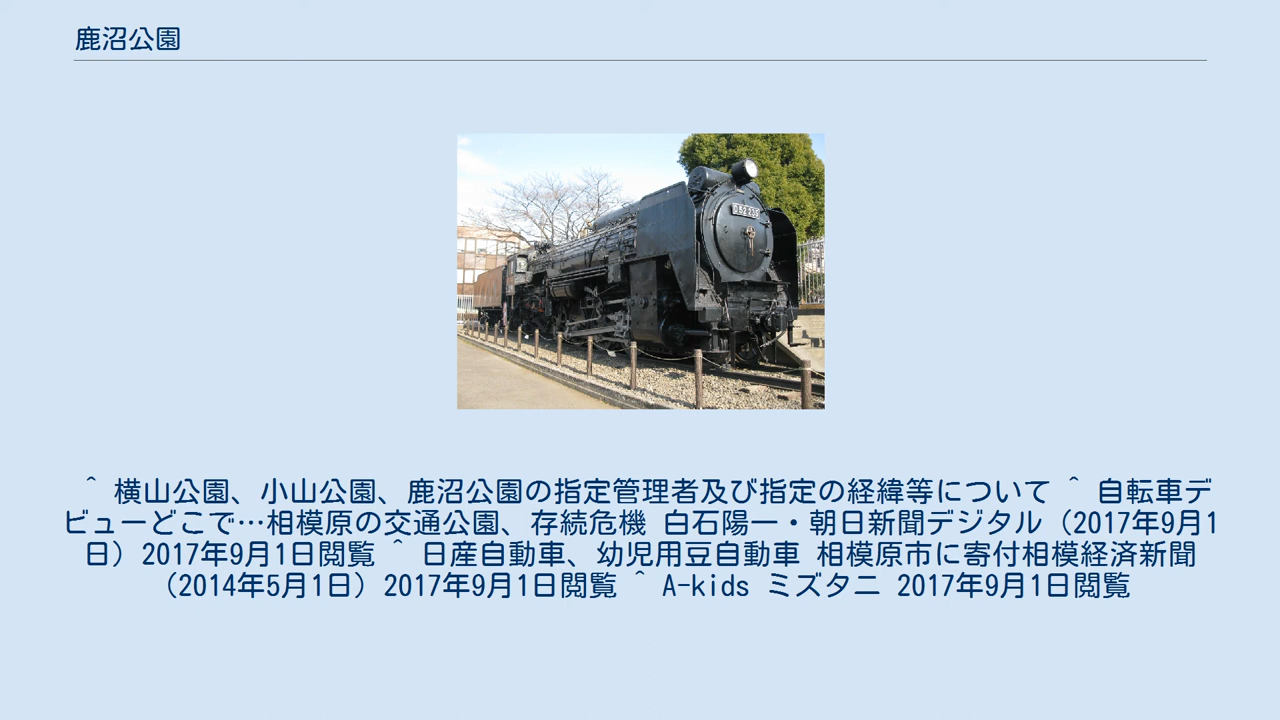 鹿沼公園
D52 235
＾ 横山公園、小山公園、鹿沼公園の指定管理者及び指定の経緯等について ＾ 自転車デ
ビューどこで…相模原の交通公園、存続危機 白石陽一・朝日新聞デジタル（2017年9月1
日）2017年9月1日閲覧 ＾ 日産自動車、幼児用豆自動車 相模原市に寄付相模経済新聞
（2014年5月1日）2017年9月1日閲覧 ＾ A-kids ミズタニ 2017年9月1日閲覧